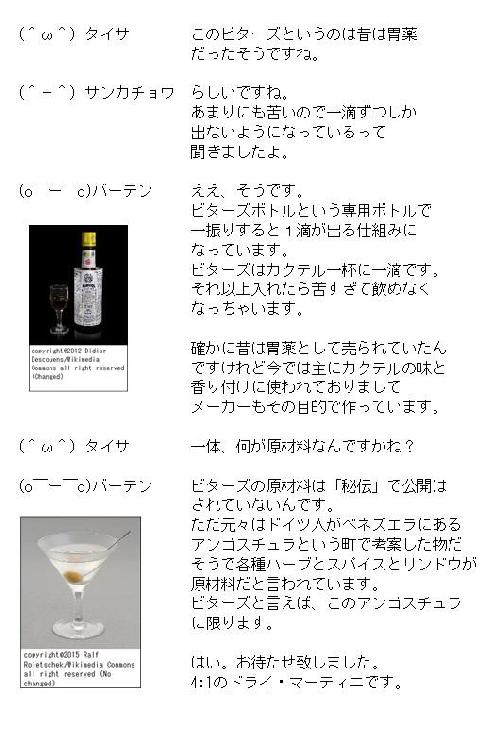 (＾ω＾) タイサ
このビターズというのは昔は胃薬
だったそうですね。
(＾－＾) サンカチョウ
らしいですね。
あまりにも苦いので一滴ずつしか
出ないようになっているって
聞きましたよ。
(o　ー　c)バーテン
ええ、そうです。
ビターズボトルという専用ボトルで
一振りすると１滴が出る仕組みに
なっています。
ビターズはカクテル一杯に一滴です。
それ以上入れたら苦すぎて飲めなく
なっちゃいます。
copyright©2012 Didier
Descouens/Wikimedia
Commons all right reserved
(Changed)
確かに昔は胃薬として売られていたん
ですけれど今では主にカクテルの味と
香り付けに使われておりまして
メーカーもその目的で作っています。
(＾ω＾) タイサ
一体、何が原材料なんですかね？
(o￣ー￣c)バーテン
ビターズの原材料は「秘伝」で公開は
されていないんです。
ただ元々はドイツ人がベネズエラにある
アンゴスチュラという町で考案した物だ
そうで各種ハーブとスパイスとリンドウが
原材料だと言われています。
ビターズと言えば、このアンゴスチュラ
に限ります。
copyright©2015 Ralf
Roletschek/Wikimedia Commons
all right reserved (No
changed)
はい。お待たせ致しました。
4:1のドライ・マーティニです。